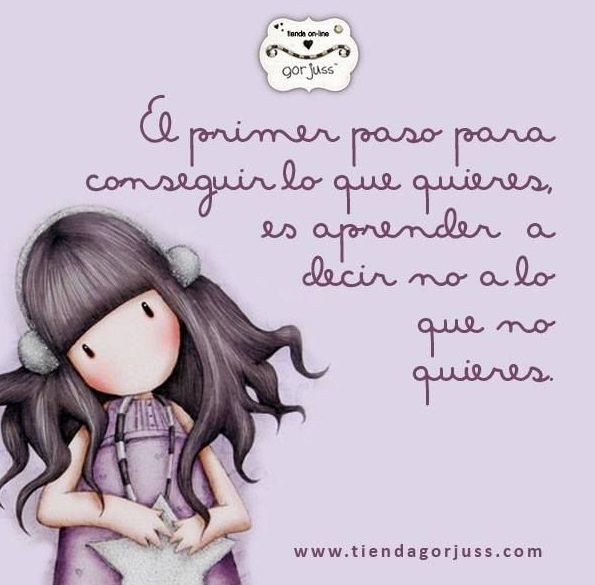 tienda on-line
gorjuss™
El primer paso para
conseguir lo que quieres,
es aprender a
decir no a lo
que no
quieres.
www.tiendagorjuss.com